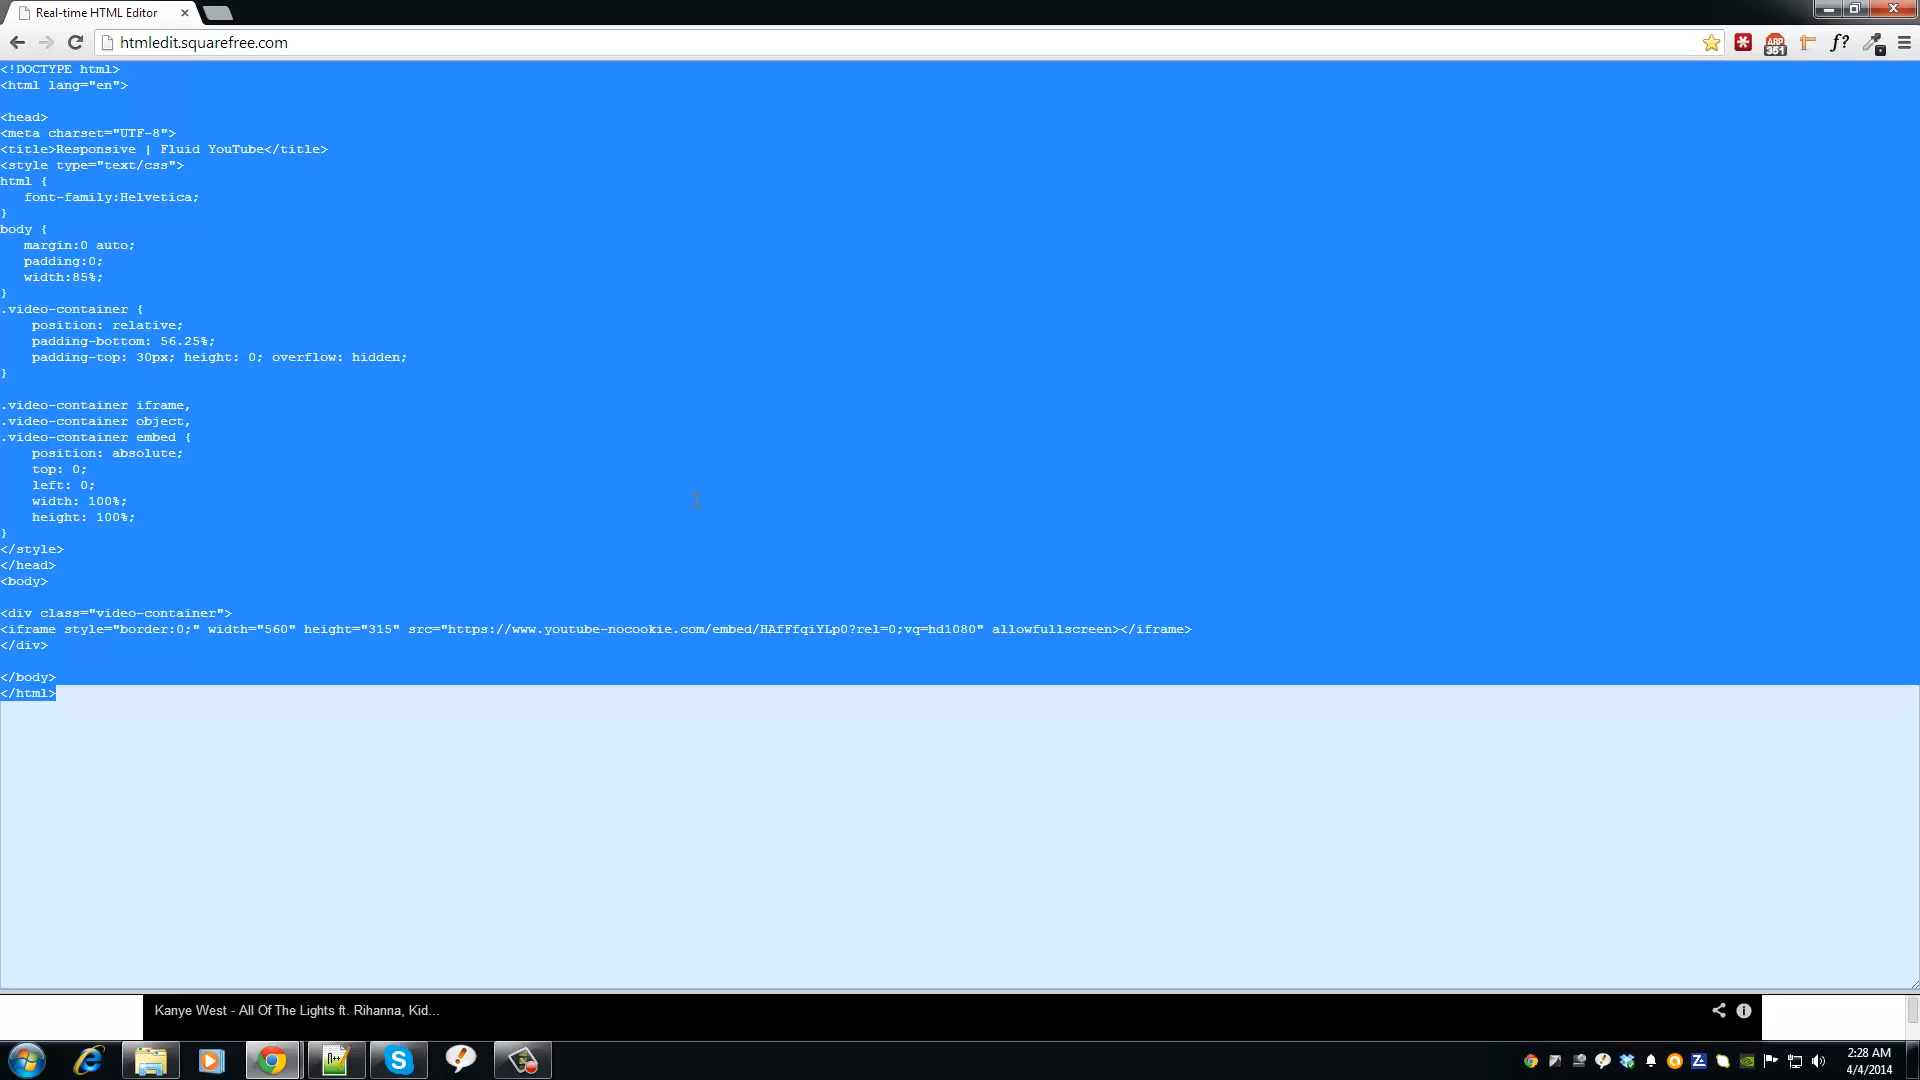 Real-time HTML Editor
htmledit.squarefree.com
ABP
351
f?
<!DOCTYPE html>
<html lang="en">
<head>
<meta charset="UTF-8">
<title>Responsive | Fluid YouTube</title>
<style type="text/css">
html {
font-family:Helvetica;
}
body {
margin:0 auto;
padding:0;
width:85%;
}
.video-container {
position: relative;
padding-bottom: 56.25%;
padding-top: 30px; height: 0; overflow: hidden;
}
.video-container iframe,
.video-container object,
.video-container embed {
position: absolute;
top: 0;
left: 0;
width: 100%;
height: 100%;
}
</style>
</head>
<body>
<div class="video-container">
<iframe style="border:0;" width="560" height="315" src="https://www.youtube-nocookie.com/embed/HAfFfqiYLp0?rel=0;vq=hd1080" allowfullscreen></iframe>
</div>
</body>
</html>
Kanye West - All Of The Lights ft. Rihanna, Kid...
2:28 AM
4/4/2014